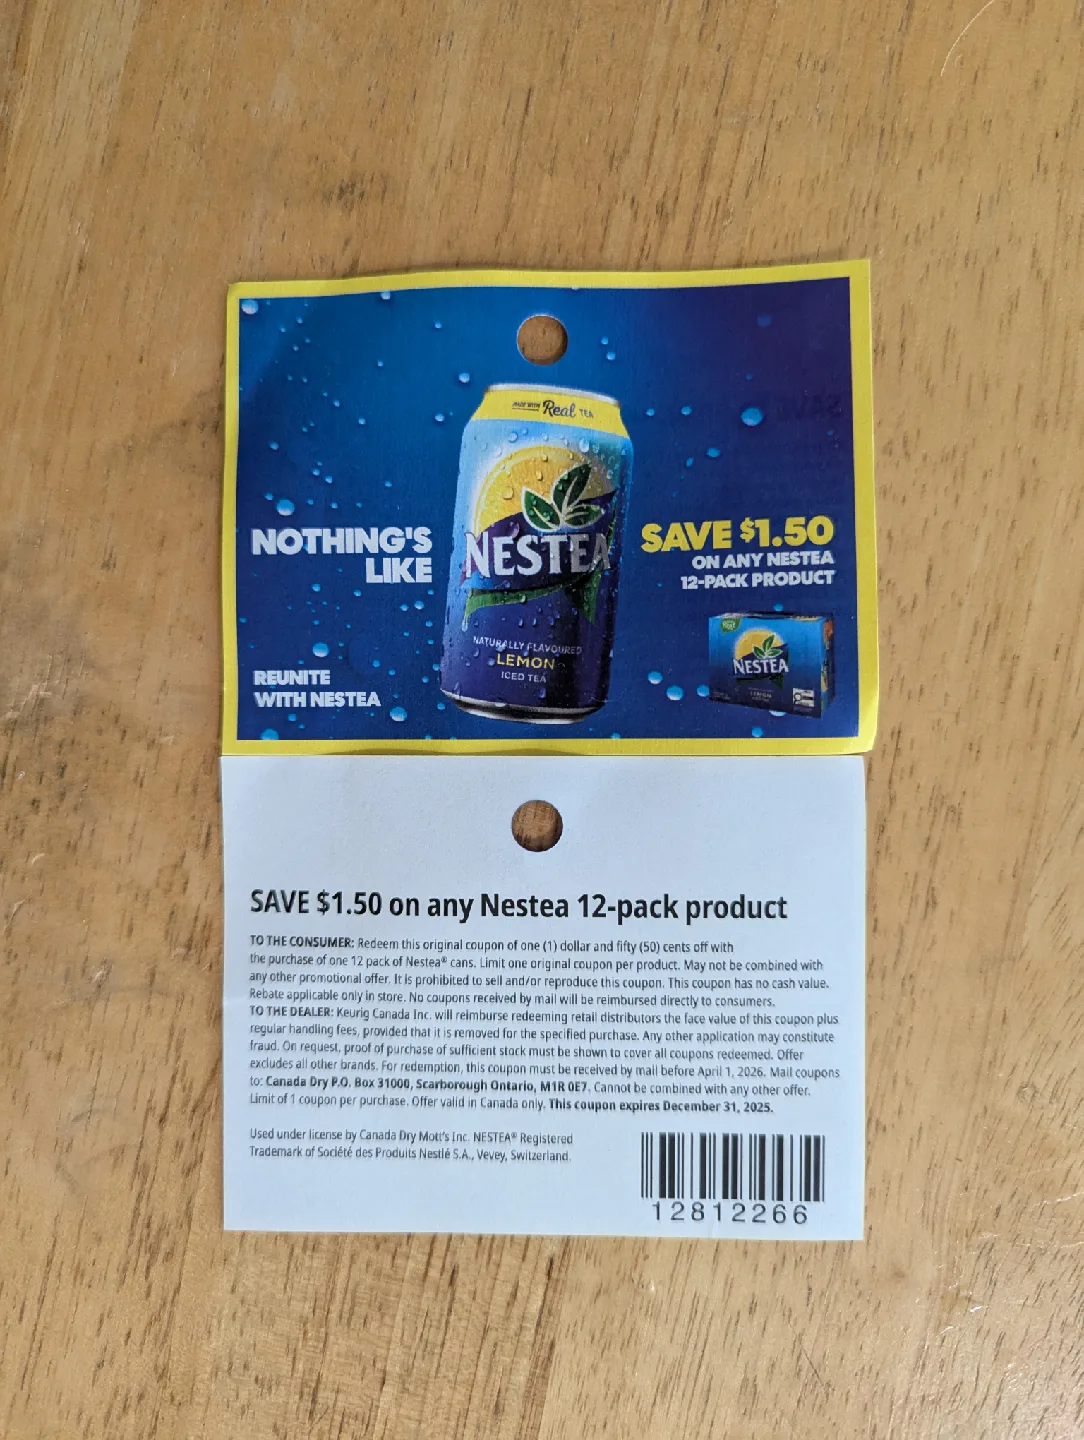 MADE WITH Real TEA
NESTEA
NATURALLY FLAVOURED
LEMON
ICED TEA
NOTHING'S
LIKE
REUNITE
WITH NESTEA
SAVE $1.50
ON ANY NESTEA
12-PACK PRODUCT
NESTEA
LEMON
SAVE $1.50 on any Nestea 12-pack product
TO THE CONSUMER: Redeem this original coupon of one (1) dollar and fifty (50) cents off with
the purchase of one 12 pack of Nestea® cans. Limit one original coupon per product. May not be combined with
any other promotional offer. It is prohibited to sell and/or reproduce this coupon. This coupon has no cash value.
Rebate applicable only in store. No coupons received by mail will be reimbursed directly to consumers.
TO THE DEALER: Keurig Canada Inc. will reimburse redeeming retail distributors the face value of this coupon plus
regular handling fees, provided that it is removed for the specified purchase. Any other application may constitute
fraud. On request, proof of purchase of sufficient stock must be shown to cover all coupons redeemed. Offer
excludes all other brands. For redemption, this coupon must be received by mail before April 1, 2026. Mail coupons
to: Canada Dry P.O. Box 31000, Scarborough Ontario, M1R 0E7. Cannot be combined with any other offer.
Limit of 1 coupon per purchase. Offer valid in Canada only. This coupon expires December 31, 2025.
Used under license by Canada Dry Mott's Inc. NESTEA® Registered
Trademark of Société des Produits Nestlé S.A., Vevey, Switzerland.
12812266